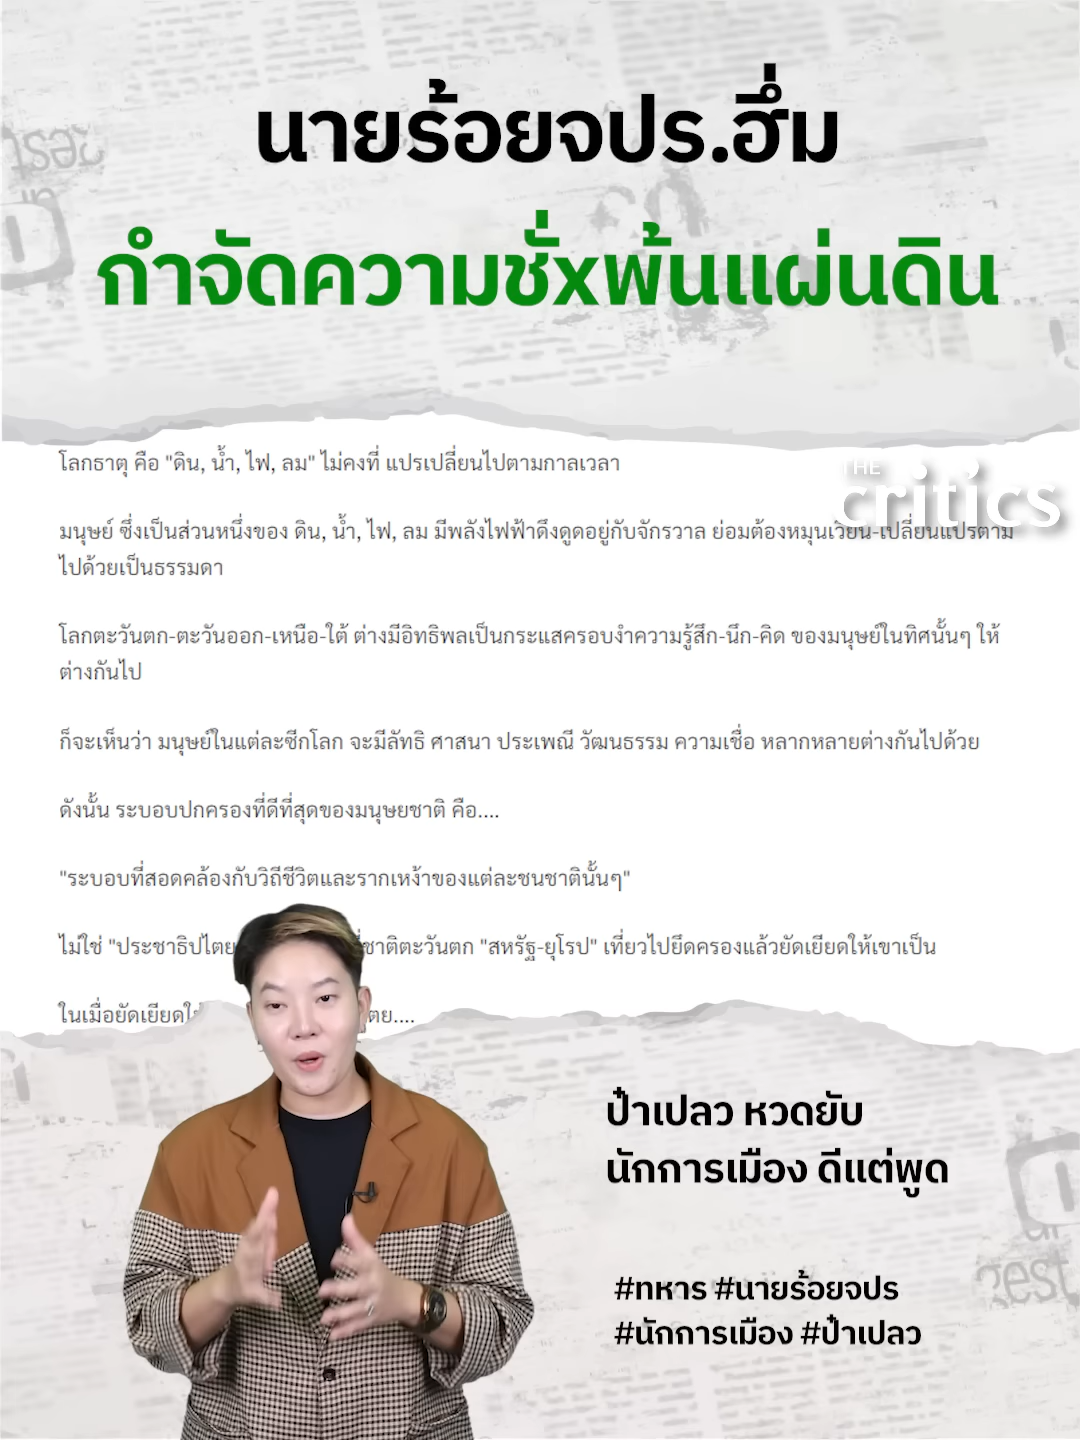 นายร้อยจปร.ฮึ่ม
กำจัดความชั่xพ้นแผ่นดิน
โลกธาตุ คือ "ดิน, น้ำ, ไฟ, ลม" ไม่คงที่ แปรเปลี่ยนไปตามกาลเวลา
THE
critics
มนุษย์ ซึ่งเป็นส่วนหนึ่งของ ดิน, น้ำ, ไฟ, ลม มีพลังไฟฟ้าดึงดูดอยู่กับจักรวาล ย่อมต้องหมุนเวียน-เปลี่ยนแปรตาม
ไปด้วยเป็นธรรมดา
โลกตะวันตก-ตะวันออก-เหนือ-ใต้ ต่างมีอิทธิพลเป็นกระแสครอบงำความรู้สึก-นึก-คิด ของมนุษย์ในทิศนั้นๆ ให้
ต่างกันไป
ก็จะเห็นว่า มนุษย์ในแต่ละซีกโลก จะมีลัทธิ ศาสนา ประเพณี วัฒนธรรม ความเชื่อ หลากหลายต่างกันไปด้วย
ดังนั้น ระบอบปกครองที่ดีที่สุดของมนุษยชาติ คือ....
"ระบอบที่สอดคล้องกับวิถีชีวิตและรากเหง้าของแต่ละชนชาตินั้นๆ"
ไม่ใช่ "ประชาธิปไตย ชาติตะวันตก "สหรัฐ-ยุโรป" เที่ยวไปยึดครองแล้วยัดเยียดให้เขาเป็น
ในเมื่อยัดเยียด ตย....
ป๋าเปลว หวดยับ
นักการเมือง ดีแต่พูด
#ทหาร #นายร้อยจปร
#นักการเมือง #ป๋าเปลว